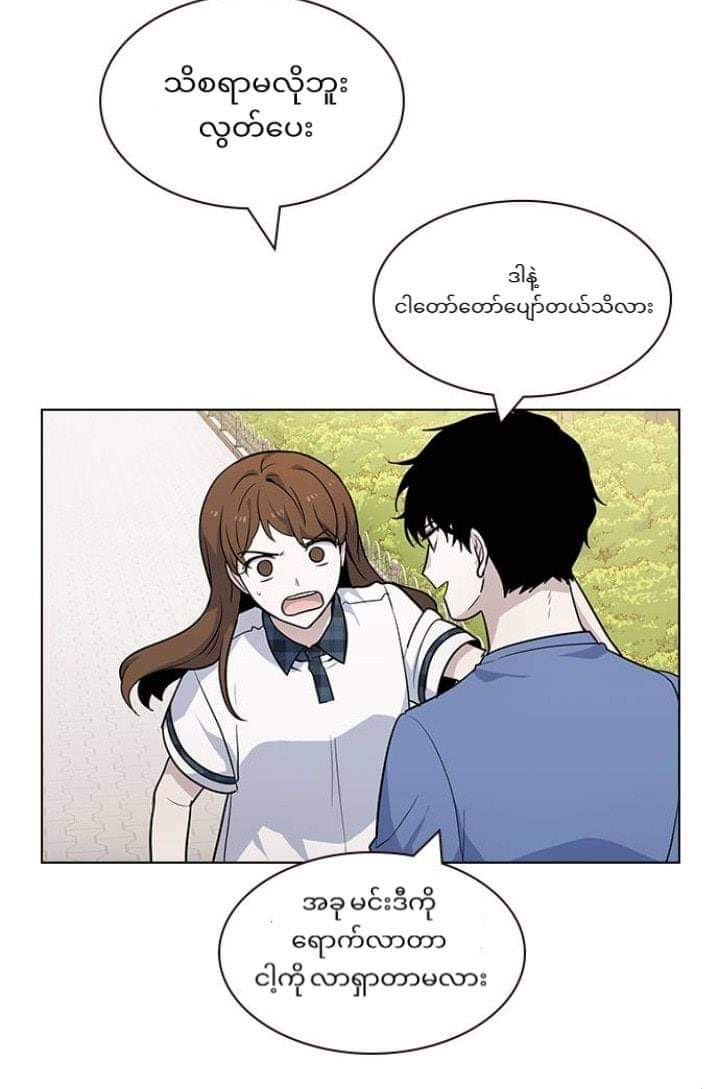 သိစရာမလိုဘူး
လွှတ်ပေး
ဒါနဲ့
ငါတော်တော်ပျော်တယ်သိလား
အခု မင်းဒီကို
ရောက်လာတာ
ငါ့ကို လာရှာတာမလား